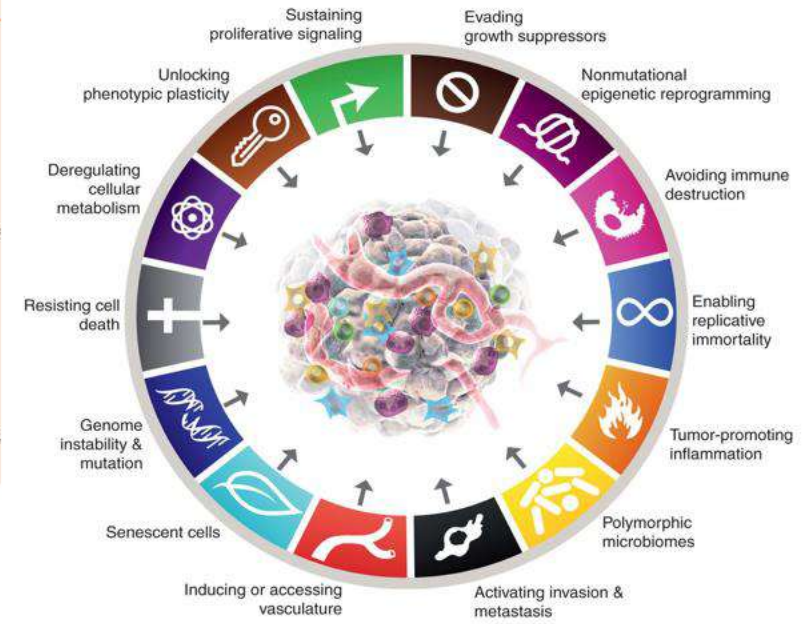 Sustaining
proliferative signaling
Evading
growth suppressors
Nonmutational
epigenetic reprogramming
Avoiding immune
destruction
Enabling
replicative
immortality
Tumor-promoting
inflammation
Polymorphic
microbiomes
Activating invasion &
metastasis
Inducing or accessing
vasculature
Senescent cells
Genome
instability &
mutation
Resisting cell
death
Deregulating
cellular
metabolism
Unlocking
phenotypic plasticity